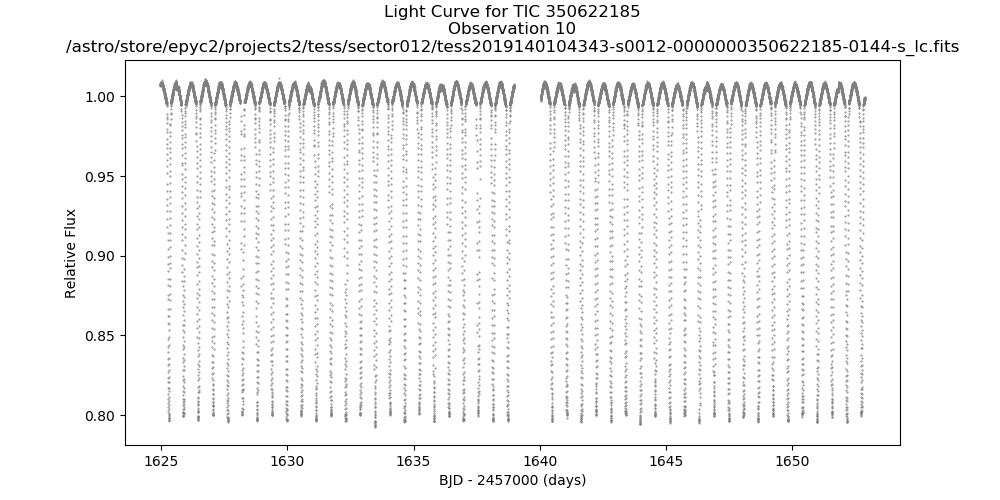 Light Curve for TIC 350622185
Observation 10
/astro/store/epyc2/projects2/tess/sector012/tess2019140104343-s0012-0000000350622185-0144-s_lc.fits
1.00
0.95
0.90
0.85
0.80
Relative Flux
1625
1630
1635
1640
1645
1650
BJD - 2457000 (days)